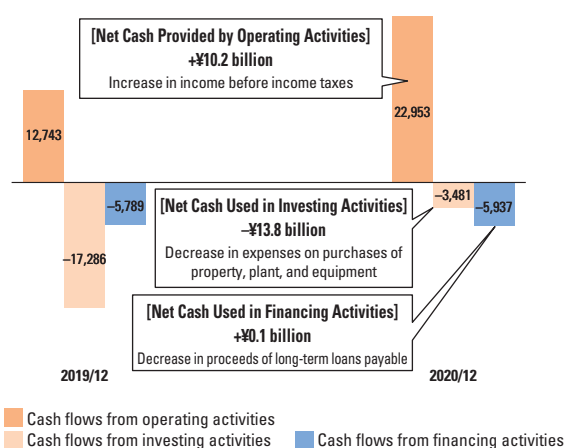 [Net Cash Provided by Operating Activities]
+¥10.2 billion
Increase in income before income taxes
12,743
22,953
–5,789
–17,286
[Net Cash Used in Investing Activities]
–¥13.8 billion
Decrease in expenses on purchases of
property, plant, and equipment
–3,481
–5,937
[Net Cash Used in Financing Activities]
+¥0.1 billion
Decrease in proceeds of long-term loans payable
2019/12
2020/12
Cash flows from operating activities
Cash flows from investing activities
Cash flows from financing activities